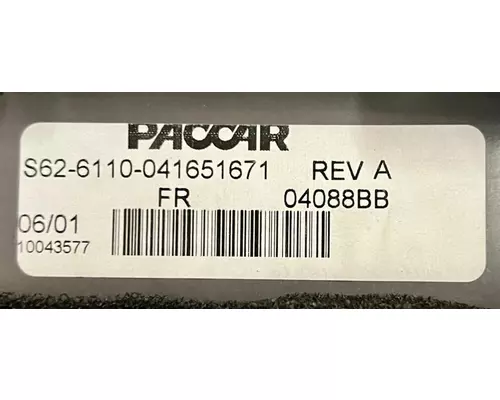 PACCAR
S62-6110-041651671 REV A
FR 04088BB
06/01
10043577